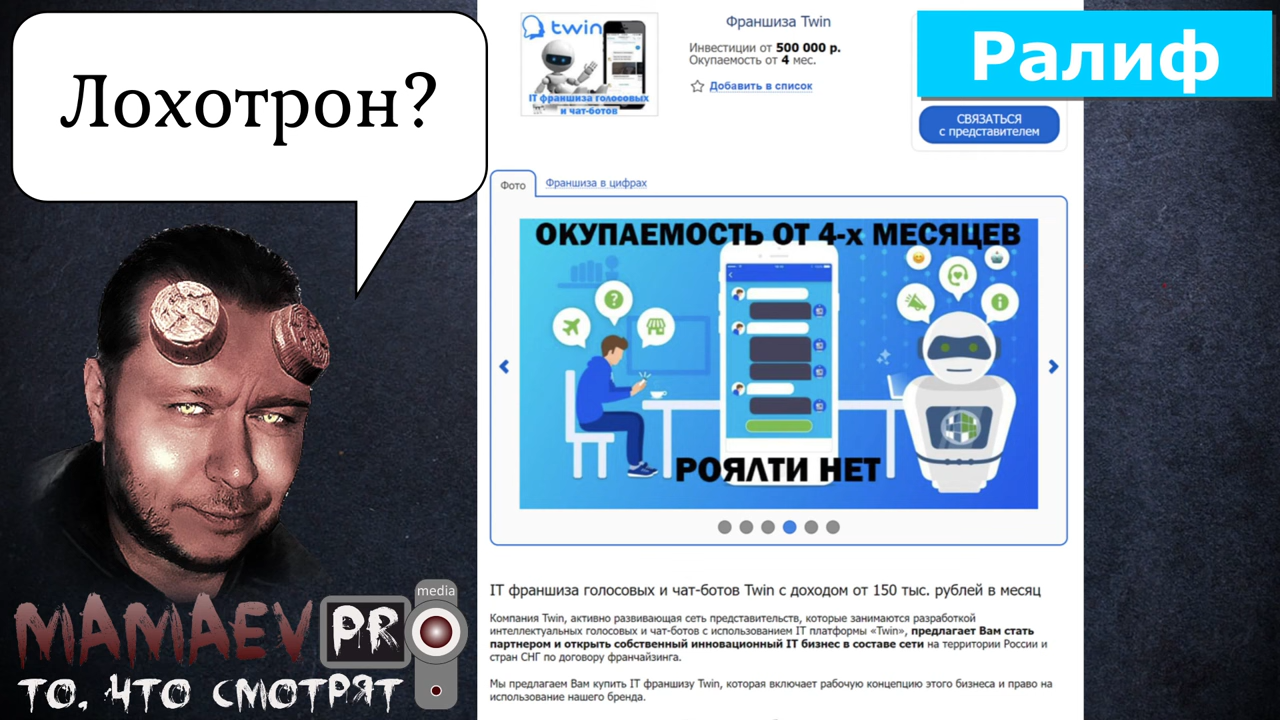 Лохотрон?
twin
IT франшиза голосовых
и чат-ботов
Франшиза Twin
Инвестиции от 500 000 р.
Окупаемость от 4 мес.
Добавить в список
Ралиф
СВЯЗАТЬСЯ
с представителем
Фото
Франшиза в цифрах
ОКУПАЕМОСТЬ ОТ 4-х МЕСЯЦЕВ
РОЯЛТИ НЕТ
IT франшиза голосовых и чат-ботов Twin с доходом от 150 тыс. рублей в месяц
Компания Twin, активно развивающая сеть представительств, которые занимаются разработкой
интеллектуальных голосовых и чат-ботов с использованием IT платформы «Twin», предлагает Вам стать
партнером и открыть собственный инновационный IT бизнес в составе сети на территории России и
стран СНГ по договору франчайзинга.
Мы предлагаем Вам купить IT франшизу Twin, которая включает рабочую концепцию этого бизнеса и право на
использование нашего бренда.
MAMAEV PRO
media
ТО, ЧТО СМОТРЯТ